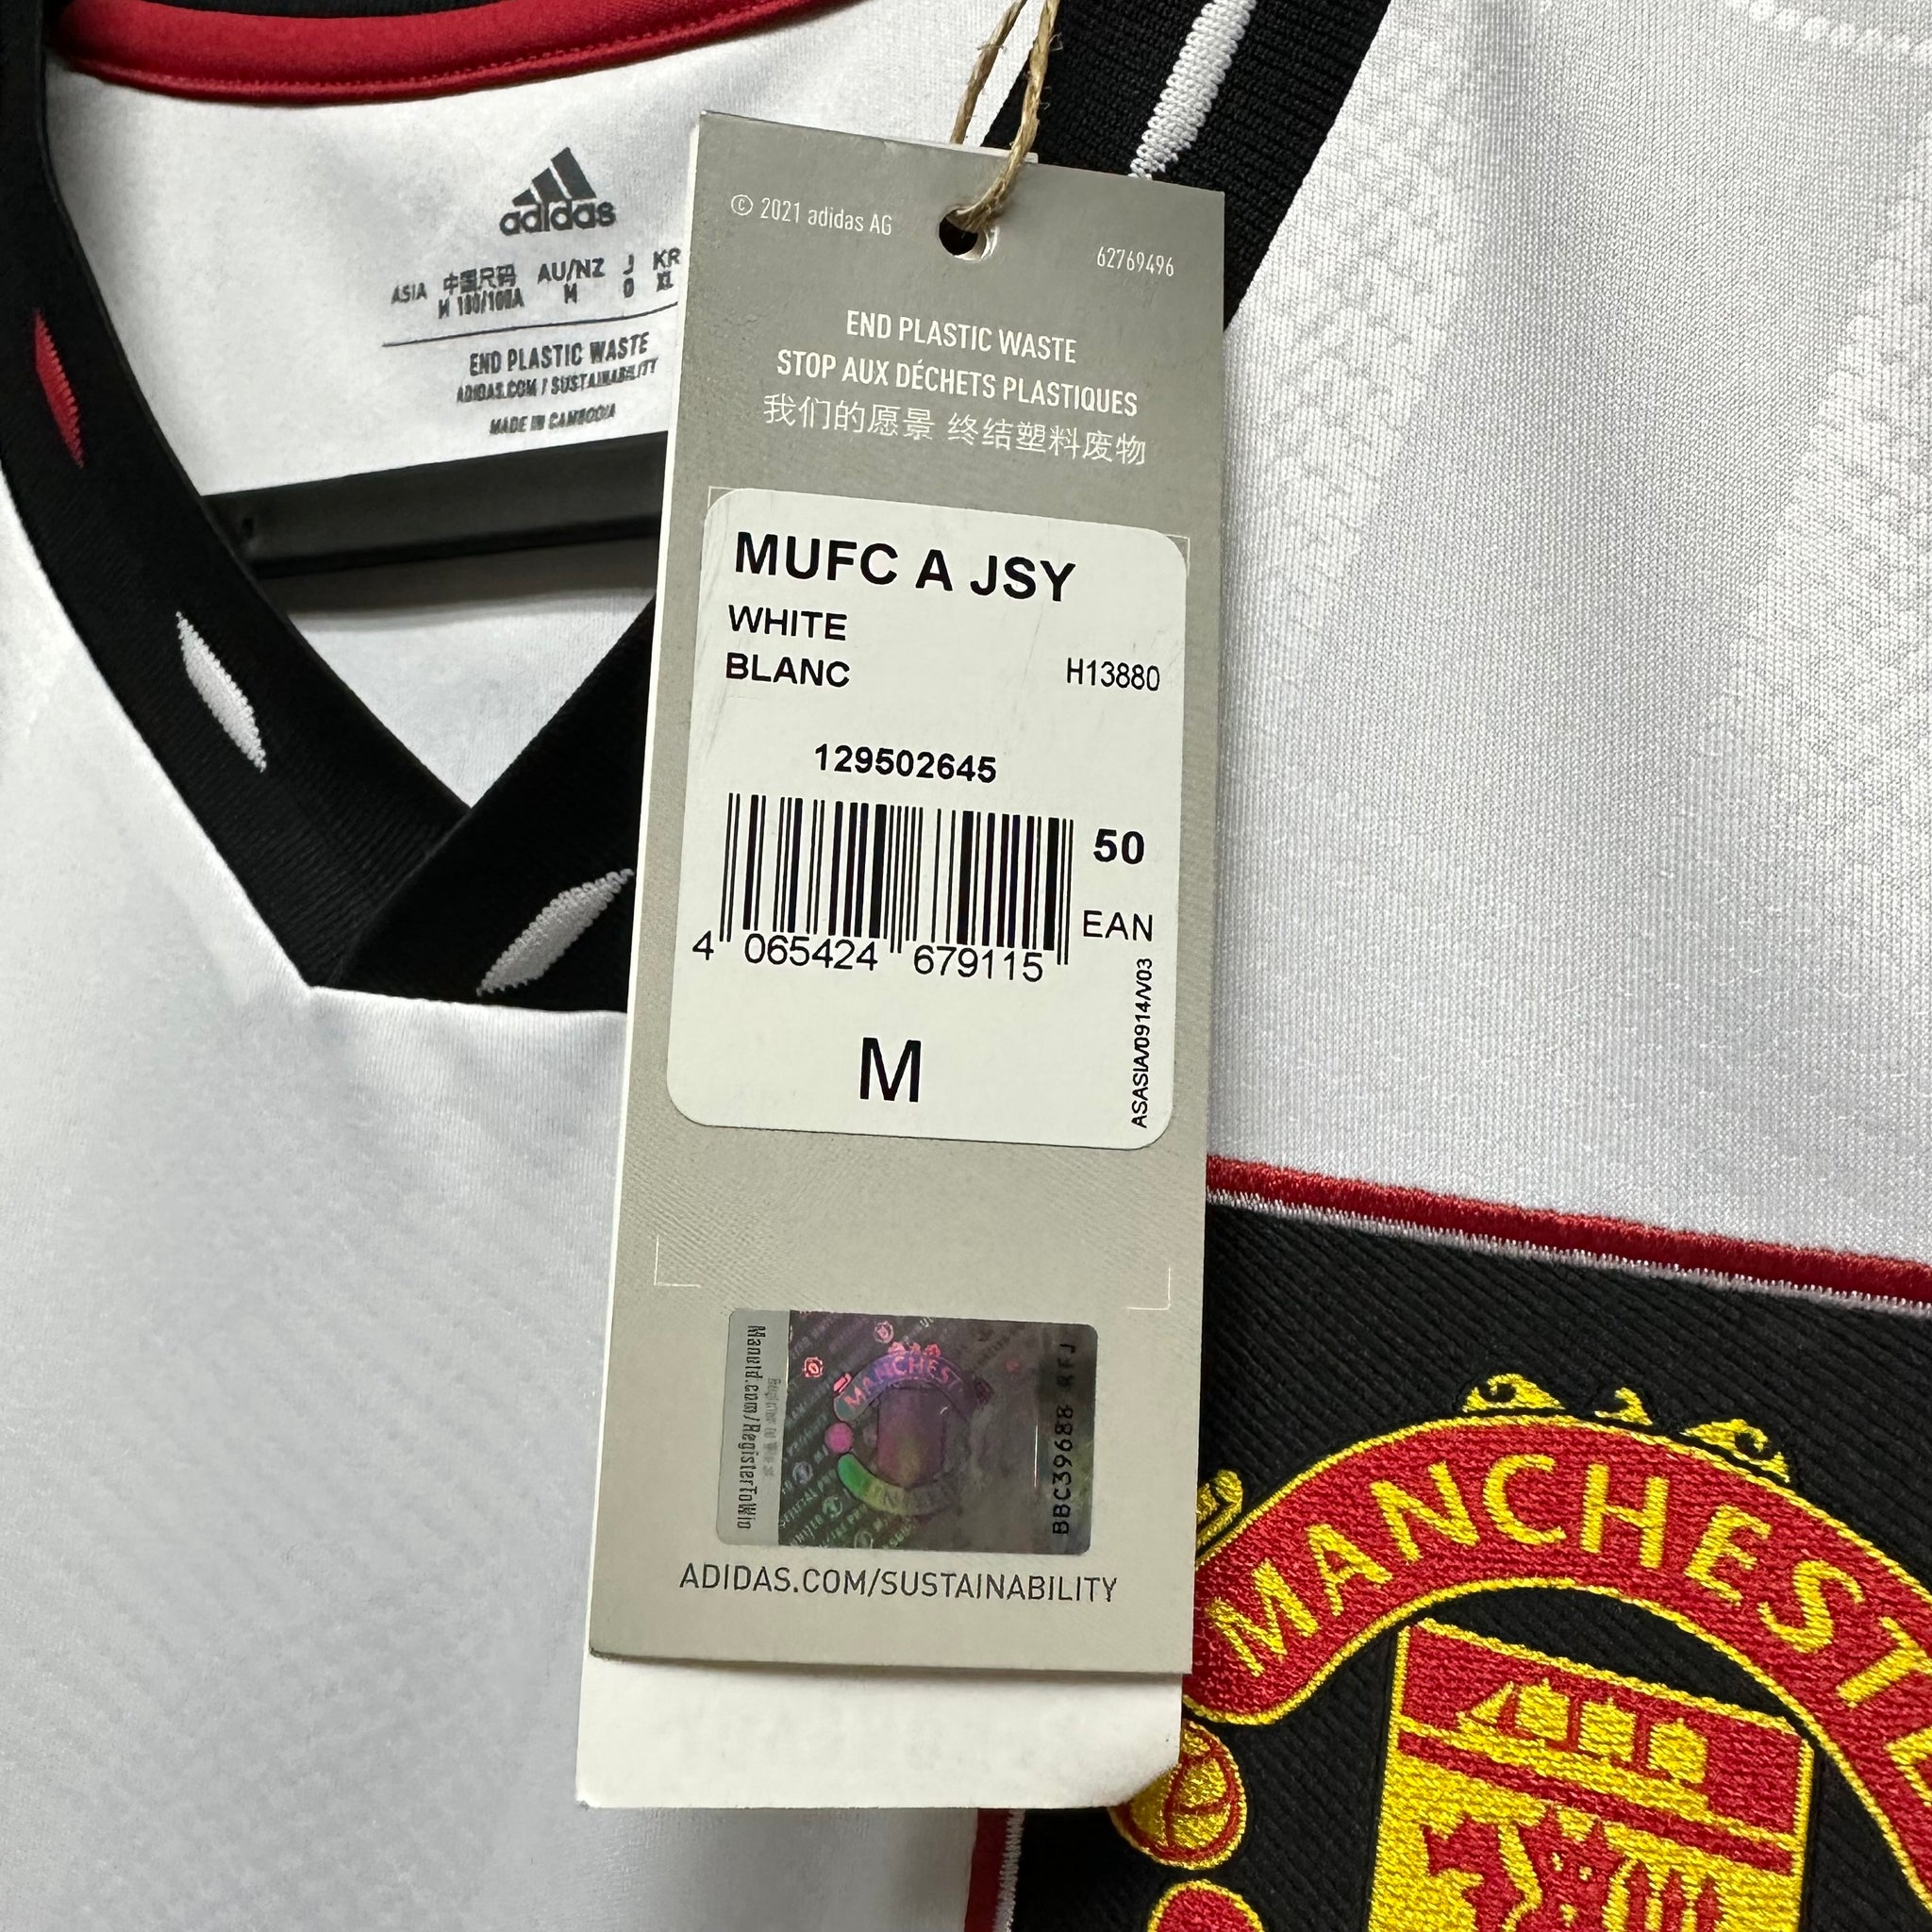 adidas
ASIA 中国尺码 AU/NZ J KR
M 100/100A M O XL
END PLASTIC WASTE
ADIDAS.COM / SUSTAINABILITY
MADE IN CAMBODIA
© 2021 adidas AG
62769496
END PLASTIC WASTE
STOP AUX DÉCHETS PLASTIQUES
我们的愿景 终结塑料废物
MUFC A JSY
WHITE
BLANC H13880
129502645
50
EAN
4 065424 679115
ASASIA/0914/V03
M
Manutd.com/RegisterToWin
MANCHEST
BBC39688 RFJ
ADIDAS.COM/SUSTAINABILITY
MANCHEST